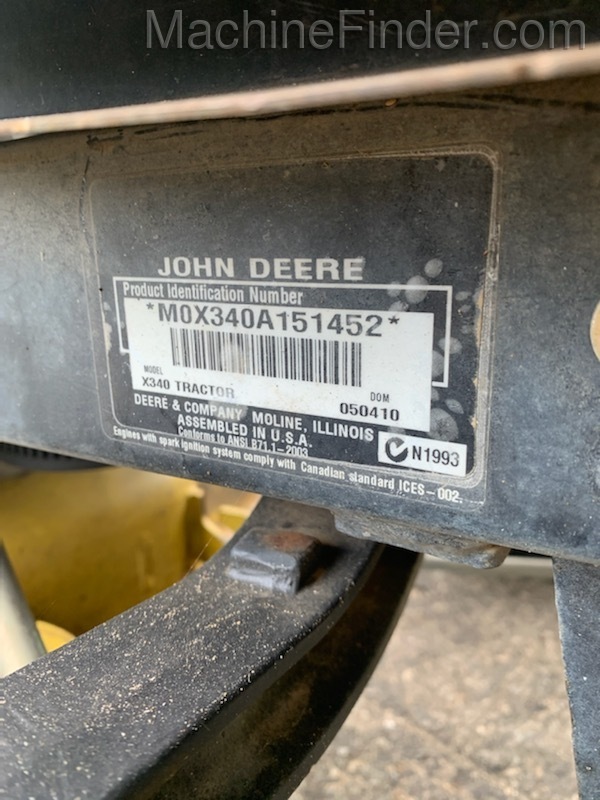 MachineFinder.com
JOHN DEERE
Product Identification Number
*M0X340A151452*
MODEL
X340 TRACTOR
DOM
050410
DEERE & COMPANY MOLINE, ILLINOIS
ASSEMBLED IN U.S.A.
Conforms to ANSI B71.1-2003
N1993
Engines with spark ignition system comply with Canadian standard ICES-002.